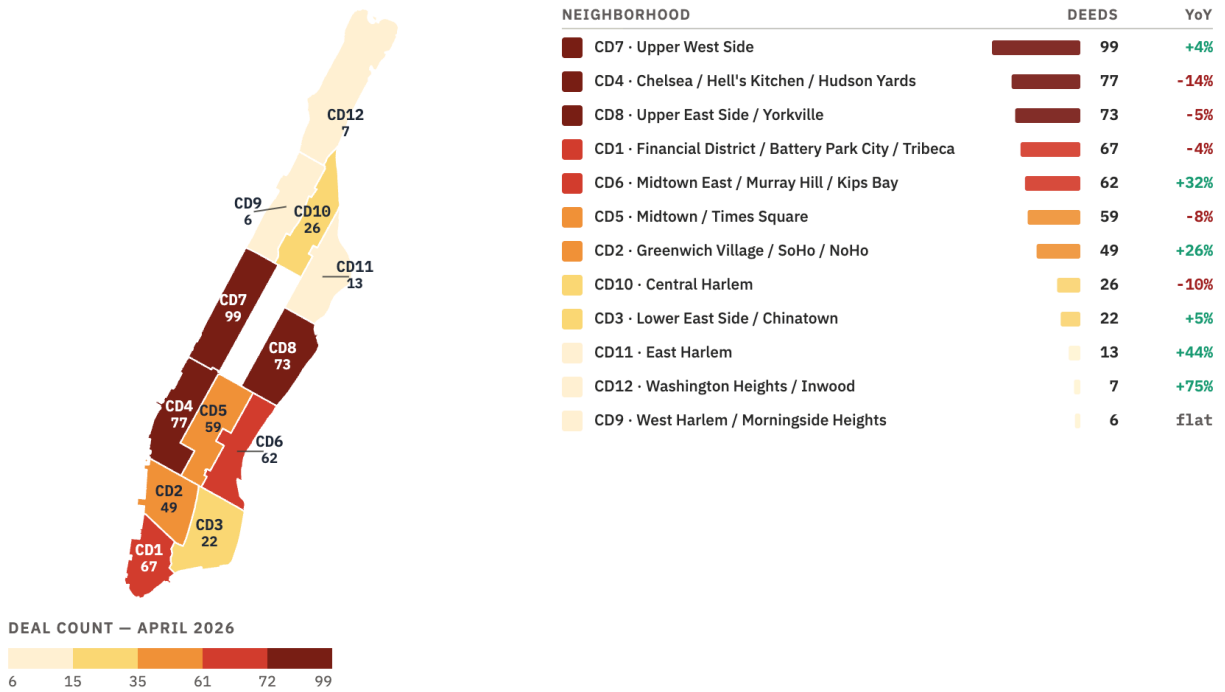 CD12
7
CD9
6
CD10
26
CD11
13
CD7
99
CD8
73
CD4
77
CD5
59
CD6
62
CD2
49
CD3
22
CD1
67
DEAL COUNT — APRIL 2026
6 15 35 61 72 99
NEIGHBORHOOD DEEDS YoY
CD7 · Upper West Side 99 +4%
CD4 · Chelsea / Hell's Kitchen / Hudson Yards 77 -14%
CD8 · Upper East Side / Yorkville 73 -5%
CD1 · Financial District / Battery Park City / Tribeca 67 -4%
CD6 · Midtown East / Murray Hill / Kips Bay 62 +32%
CD5 · Midtown / Times Square 59 -8%
CD2 · Greenwich Village / SoHo / NoHo 49 +26%
CD10 · Central Harlem 26 -10%
CD3 · Lower East Side / Chinatown 22 +5%
CD11 · East Harlem 13 +44%
CD12 · Washington Heights / Inwood 7 +75%
CD9 · West Harlem / Morningside Heights 6 flat